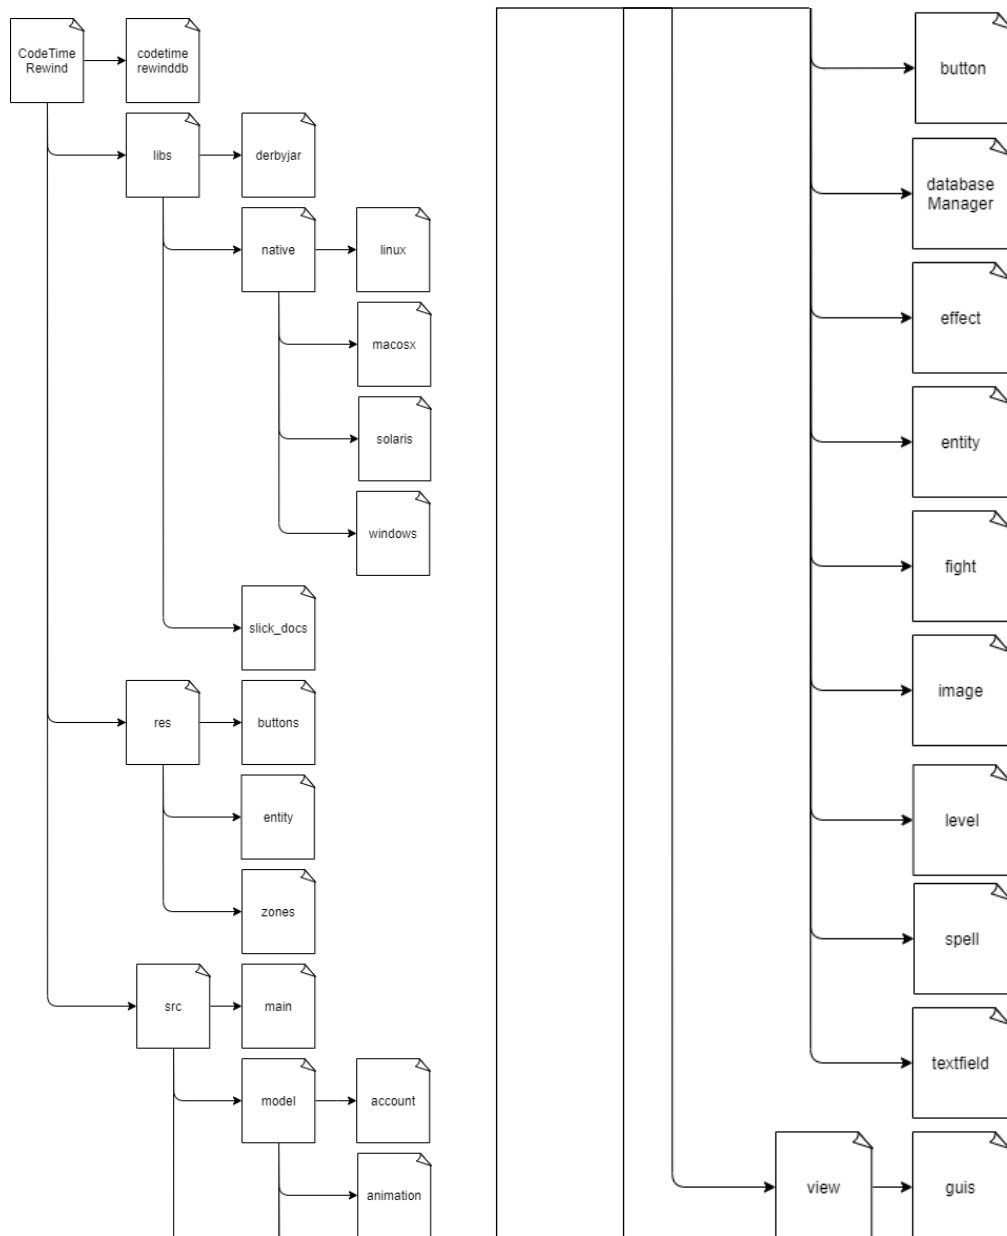 CodeTime
Rewind
codetime
rewinddb
libs
derbyjar
native
linux
macosx
solaris
windows
slick_docs
res
buttons
entity
zones
src
main
model
account
animation
button
database
Manager
effect
entity
fight
image
level
spell
textfield
view
guis